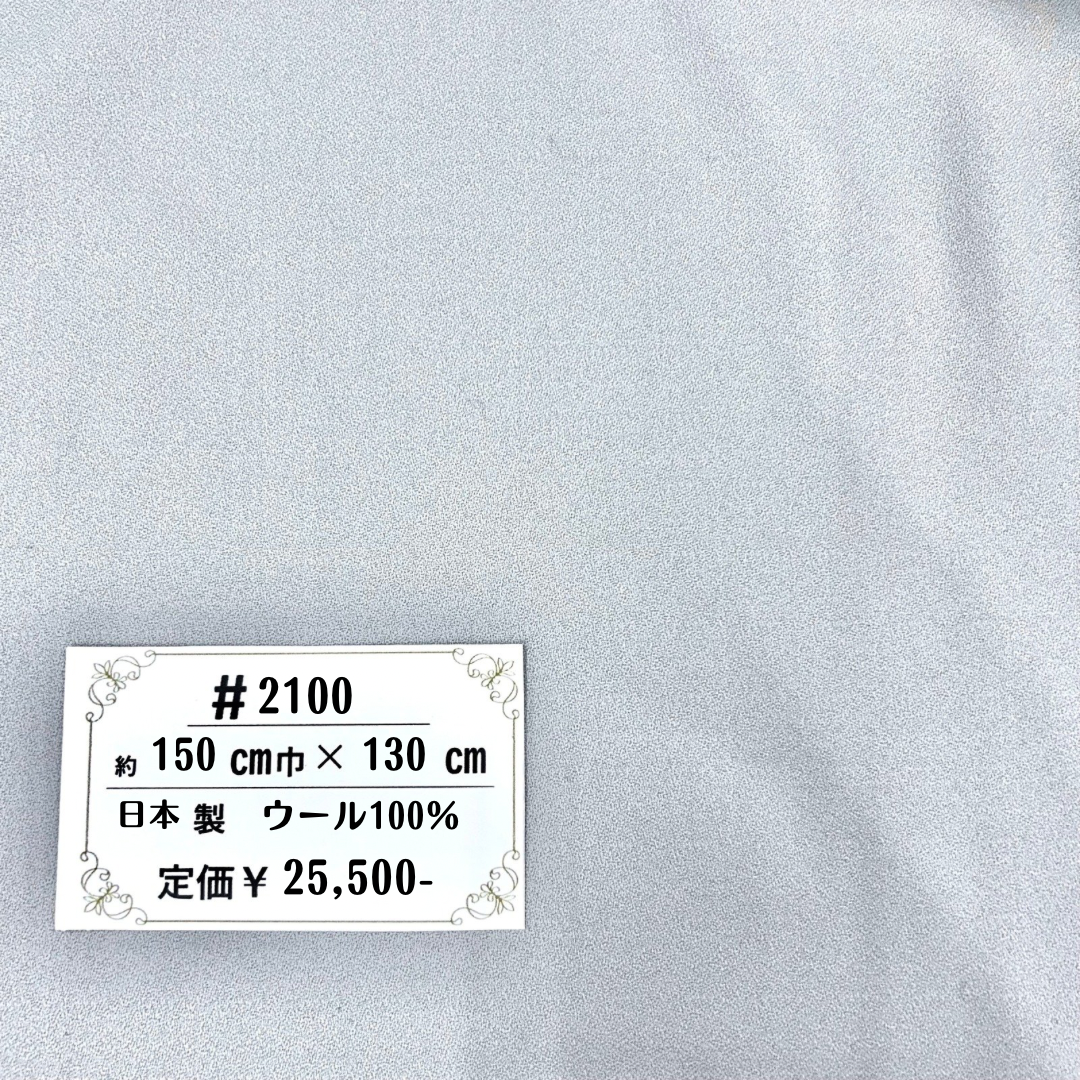 #2100
約 150 cm巾 × 130 cm
日本 製 ウール100%
定価¥ 25,500-